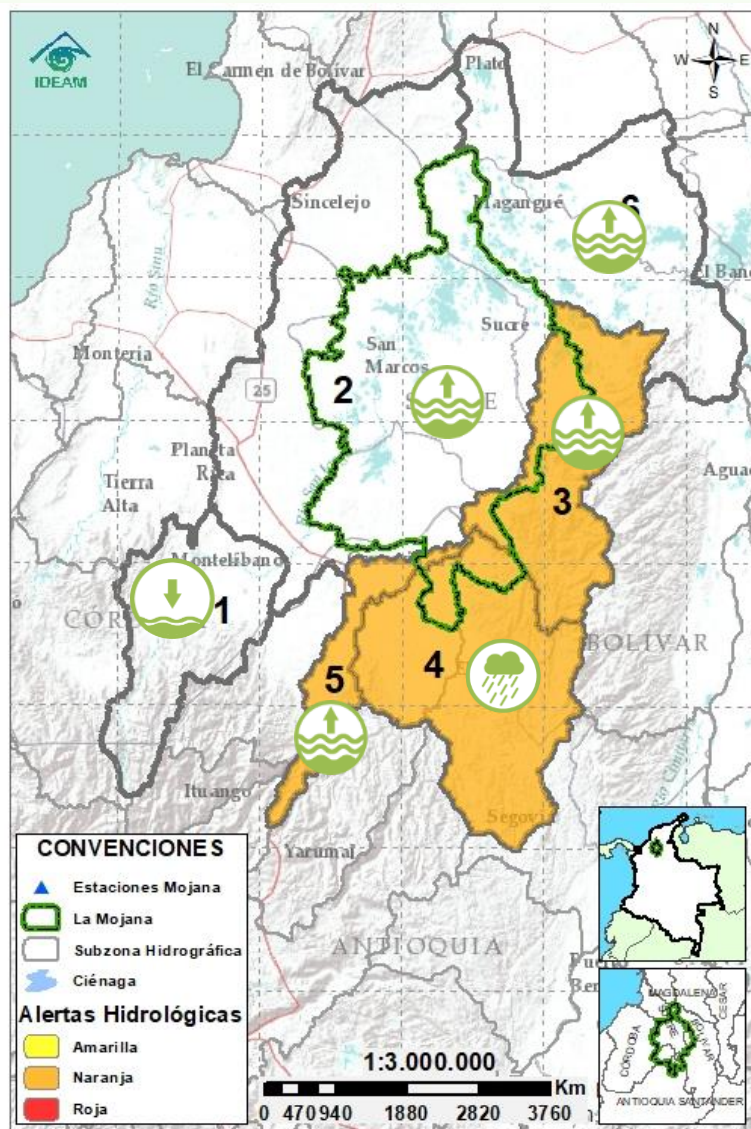 IDEAM
El Carmen de Bolívar
Plato
N
W
E
S
Sincelejo
Magangué
6
Río Sinú
Montería
San
Marcos
Sucre
2
25
Planeta
Rica
Tierra
Alta
3
Montelíbano
1
BOLÍVAR
4
5
Ituango
Segovia
Yarumal
ANTIOQUIA
CONVENCIONES
Estaciones Mojana
La Mojana
Subzona Hidrográfica
Ciénaga
Alertas Hidrológicas
Amarilla
Naranja
Roja
1:3.000.000
Km
0 470 940 1880 2820 3760
MAGDALENA
CESAR
CORDOBA
BOLIVAR
ANTIOQUIA SANTANDER